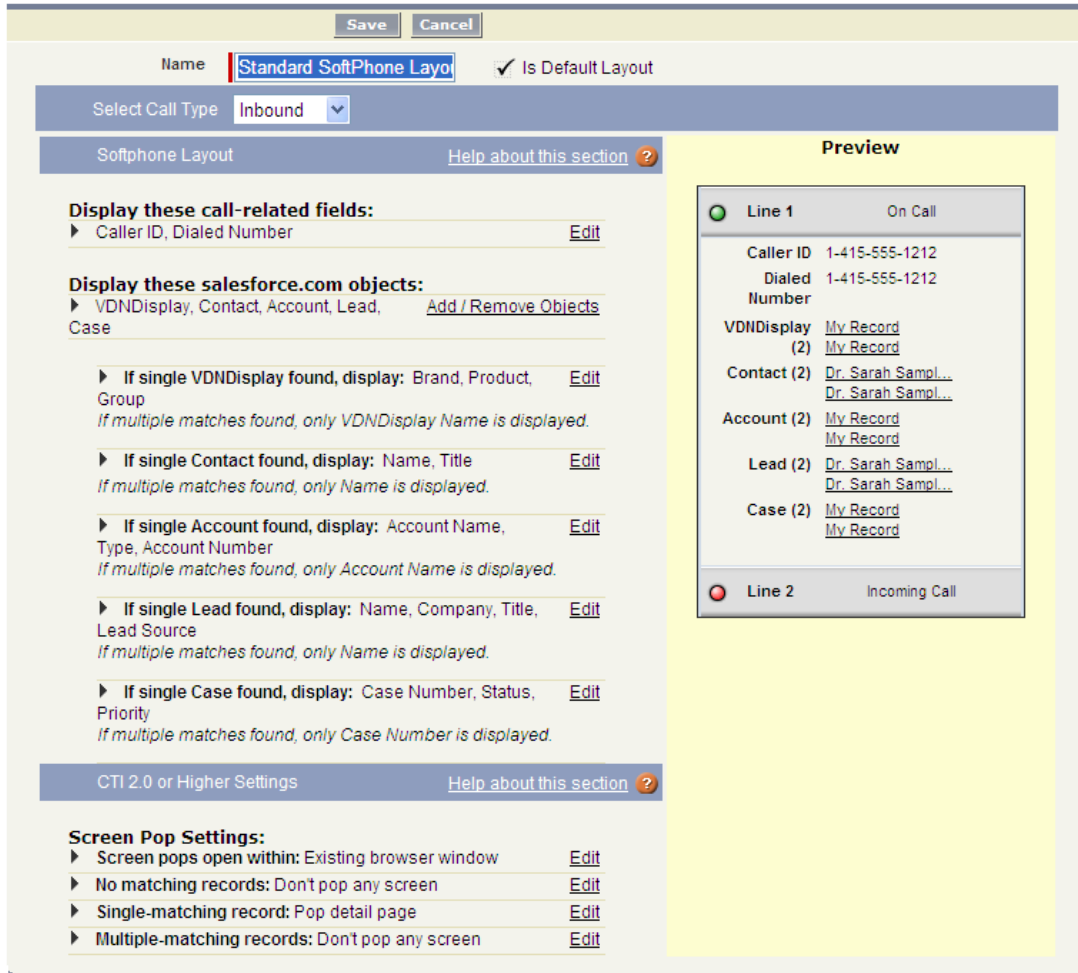 Save Cancel
Name Standard SoftPhone Layou Is Default Layout
Select Call Type Inbound
Softphone Layout Help about this section ?
Display these call-related fields:
Caller ID, Dialed Number Edit
Display these salesforce.com objects:
VDNDisplay, Contact, Account, Lead, Add / Remove Objects
Case
If single VDNDisplay found, display: Brand, Product, Edit
Group
If multiple matches found, only VDNDisplay Name is displayed.
If single Contact found, display: Name, Title Edit
If multiple matches found, only Name is displayed.
If single Account found, display: Account Name, Edit
Type, Account Number
If multiple matches found, only Account Name is displayed.
If single Lead found, display: Name, Company, Title, Edit
Lead Source
If multiple matches found, only Name is displayed.
If single Case found, display: Case Number, Status, Edit
Priority
If multiple matches found, only Case Number is displayed.
CTI 2.0 or Higher Settings Help about this section ?
Screen Pop Settings:
Screen pops open within: Existing browser window Edit
No matching records: Don't pop any screen Edit
Single-matching record: Pop detail page Edit
Multiple-matching records: Don't pop any screen Edit
Preview
Line 1 On Call
Caller ID 1-415-555-1212
Dialed 1-415-555-1212
Number
VDNDisplay My Record
(2) My Record
Contact (2) Dr. Sarah Sampl...
Dr. Sarah Sampl...
Account (2) My Record
My Record
Lead (2) Dr. Sarah Sampl...
Dr. Sarah Sampl...
Case (2) My Record
My Record
Line 2 Incoming Call